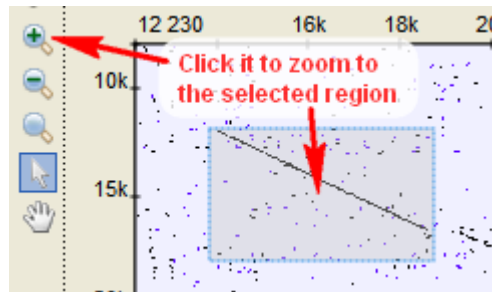 12 230 16k 18k
Click it to zoom to
the selected region
10k
15k